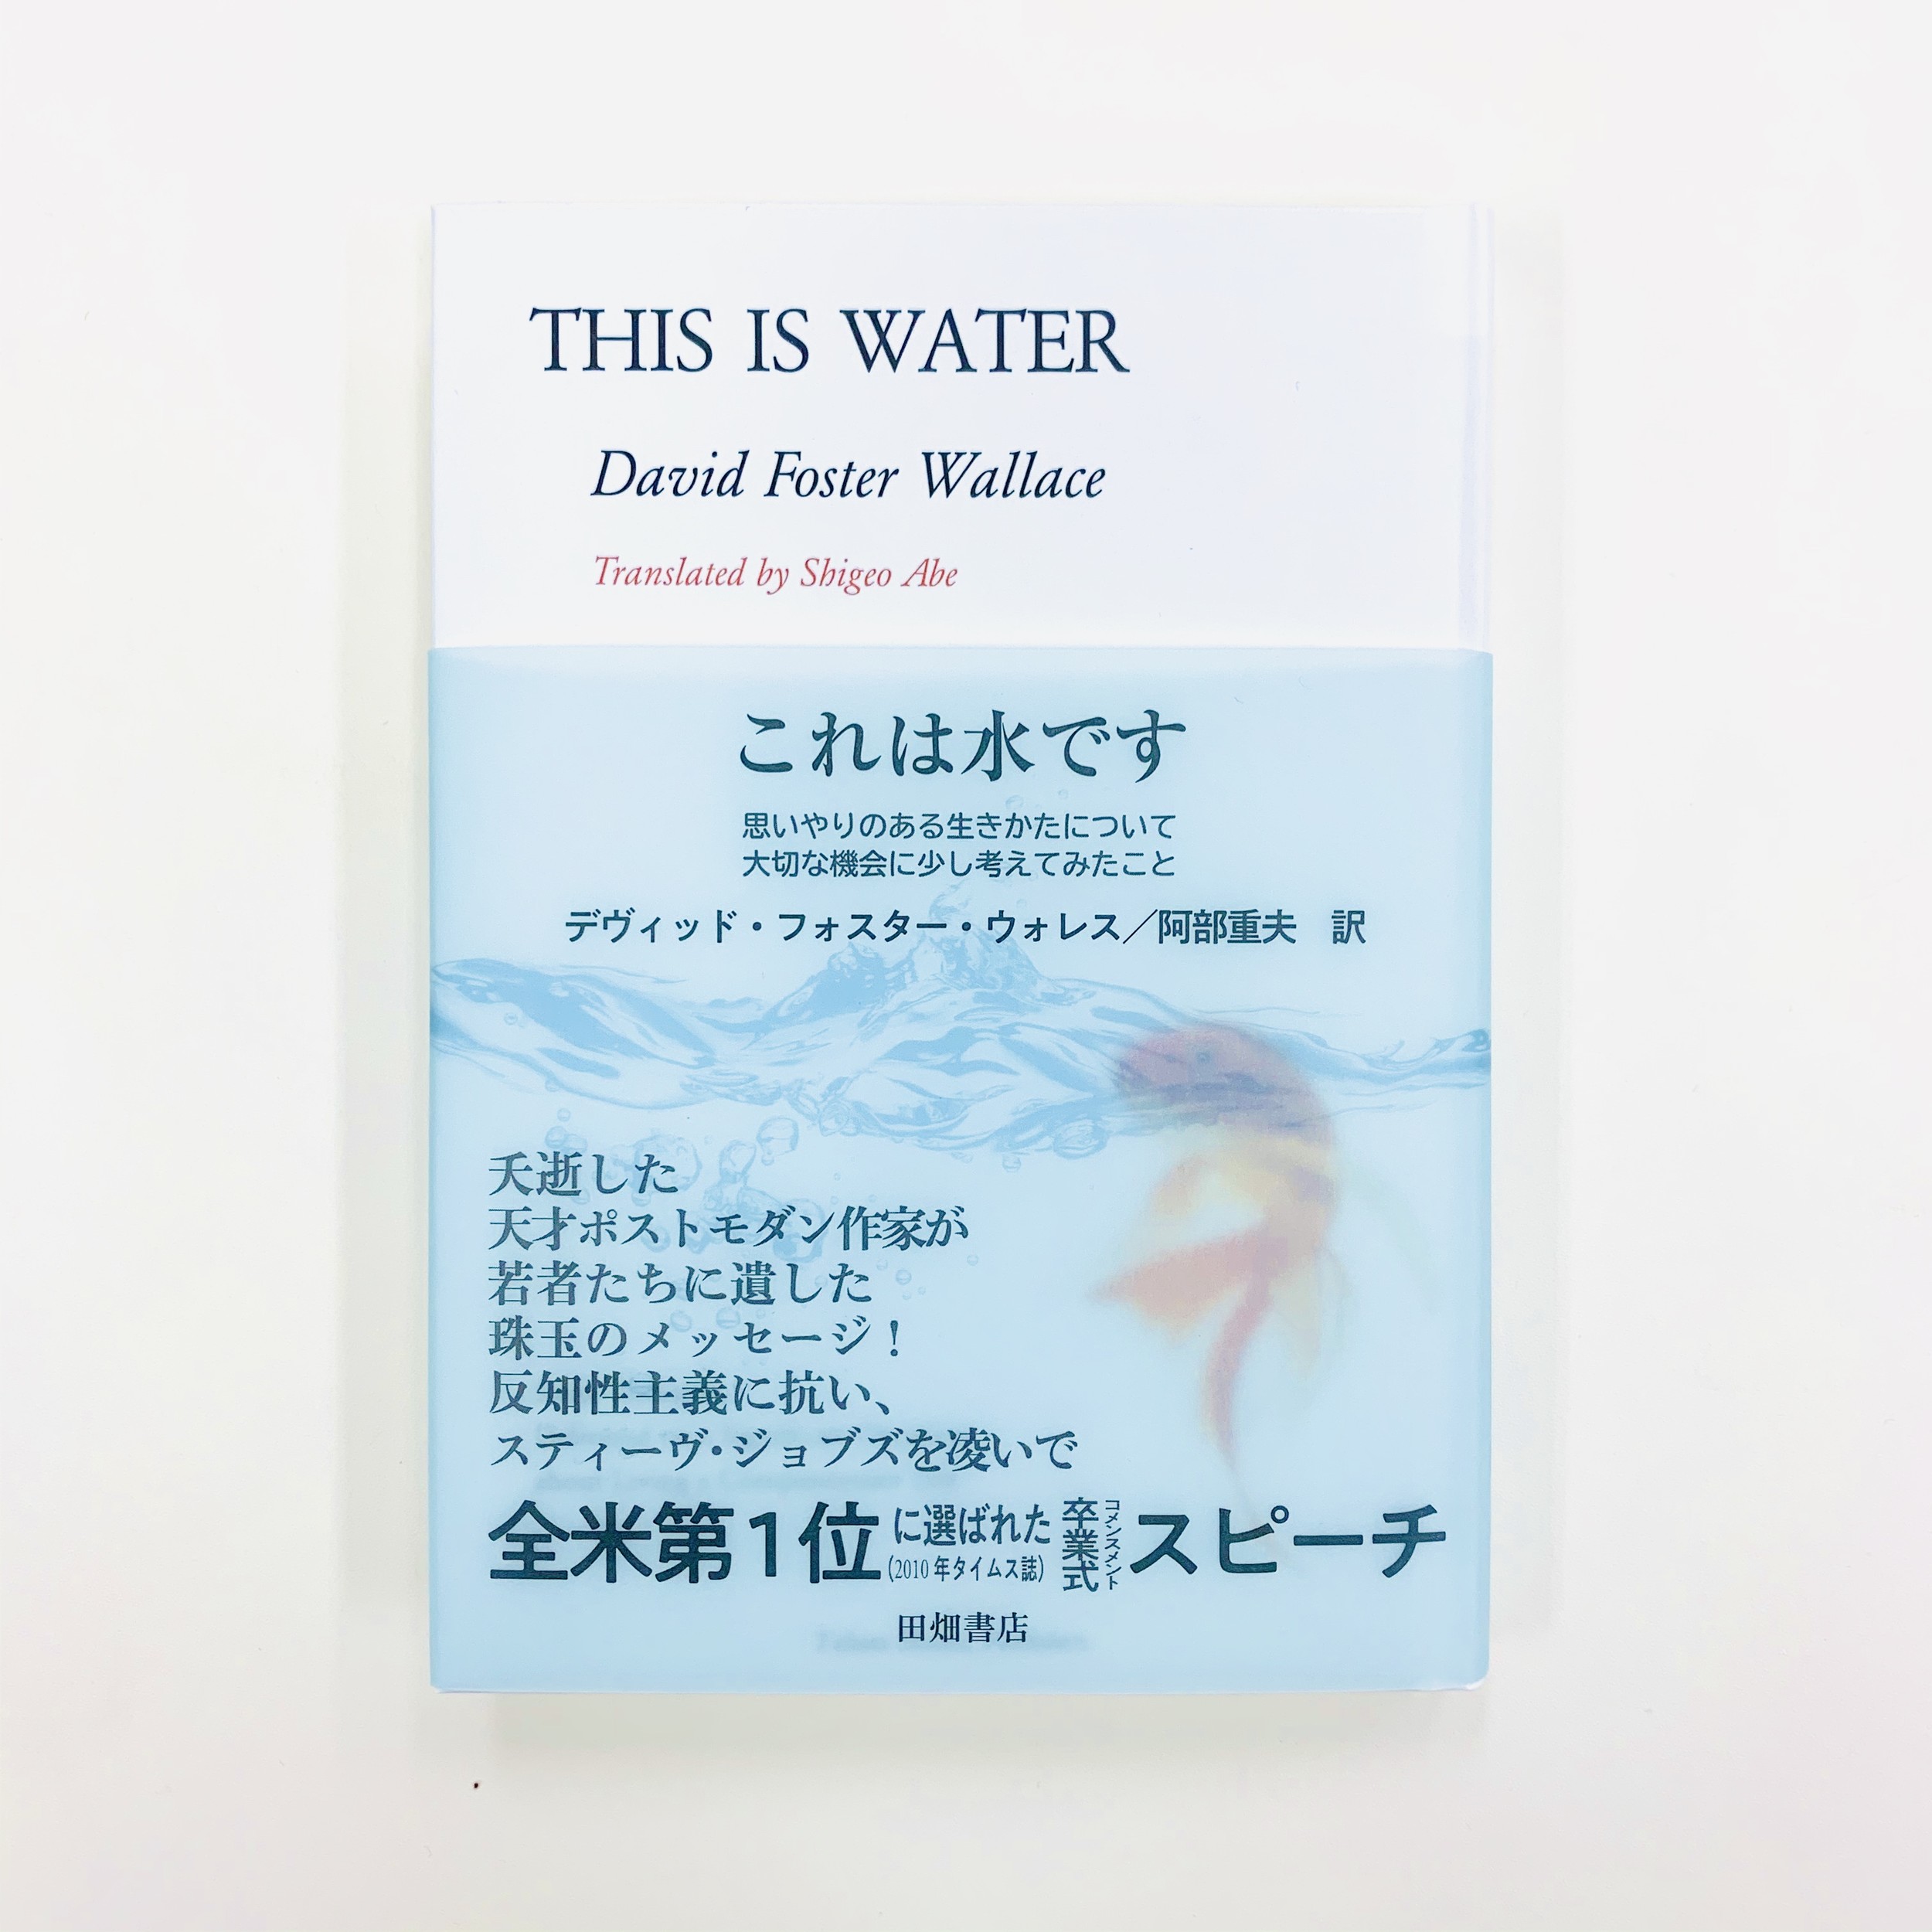 THIS IS WATER
David Foster Wallace
Translated by Shigeo Abe
これは水です
思いやりのある生きかたについて
大切な機会に少し考えてみたこと
デヴィッド・フォスター・ウォレス／阿部重夫　訳
夭逝した
天才ポストモダン作家が
若者たちに遺した
珠玉のメッセージ！
反知性主義に抗い、
スティーヴ・ジョブズを凌いで
全米第1位に選ばれた(2010年タイムス誌)卒業式コメンスメントスピーチ
田畑書店